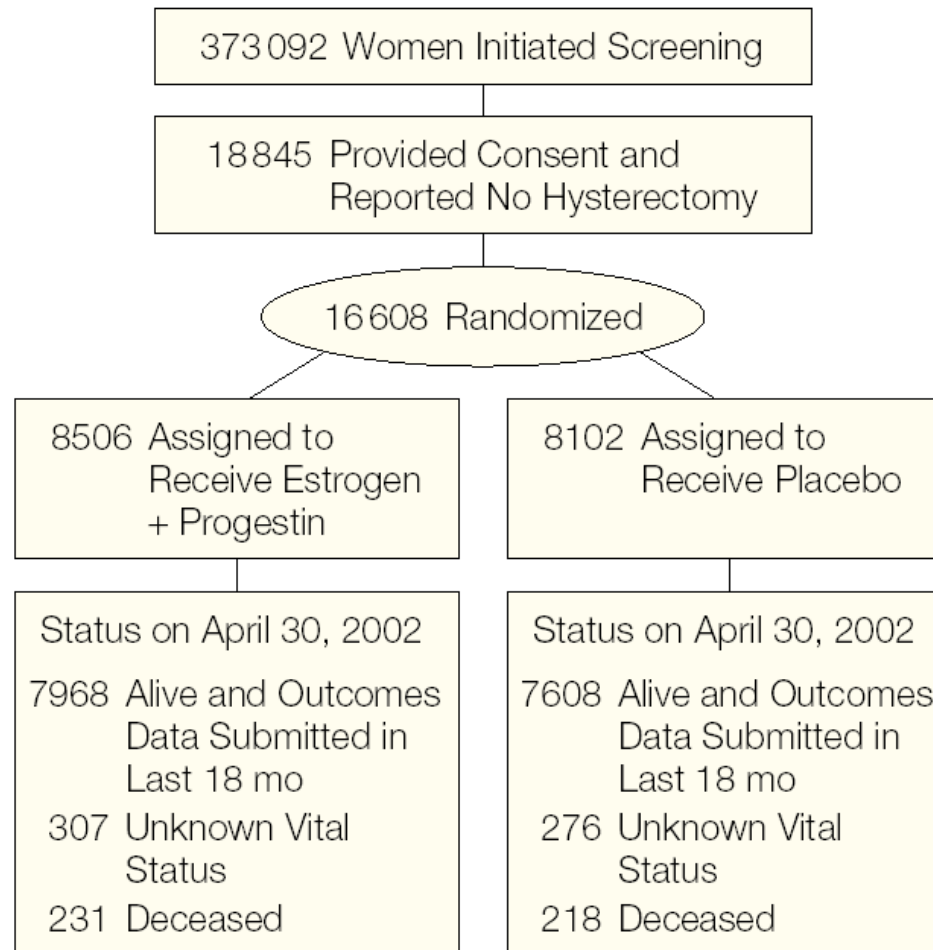 373 092 Women Initiated Screening
18 845 Provided Consent and
Reported No Hysterectomy
16 608 Randomized
8506 Assigned to
Receive Estrogen
+ Progestin
8102 Assigned to
Receive Placebo
Status on April 30, 2002
7968 Alive and Outcomes
Data Submitted in
Last 18 mo
307 Unknown Vital
Status
231 Deceased
Status on April 30, 2002
7608 Alive and Outcomes
Data Submitted in
Last 18 mo
276 Unknown Vital
Status
218 Deceased